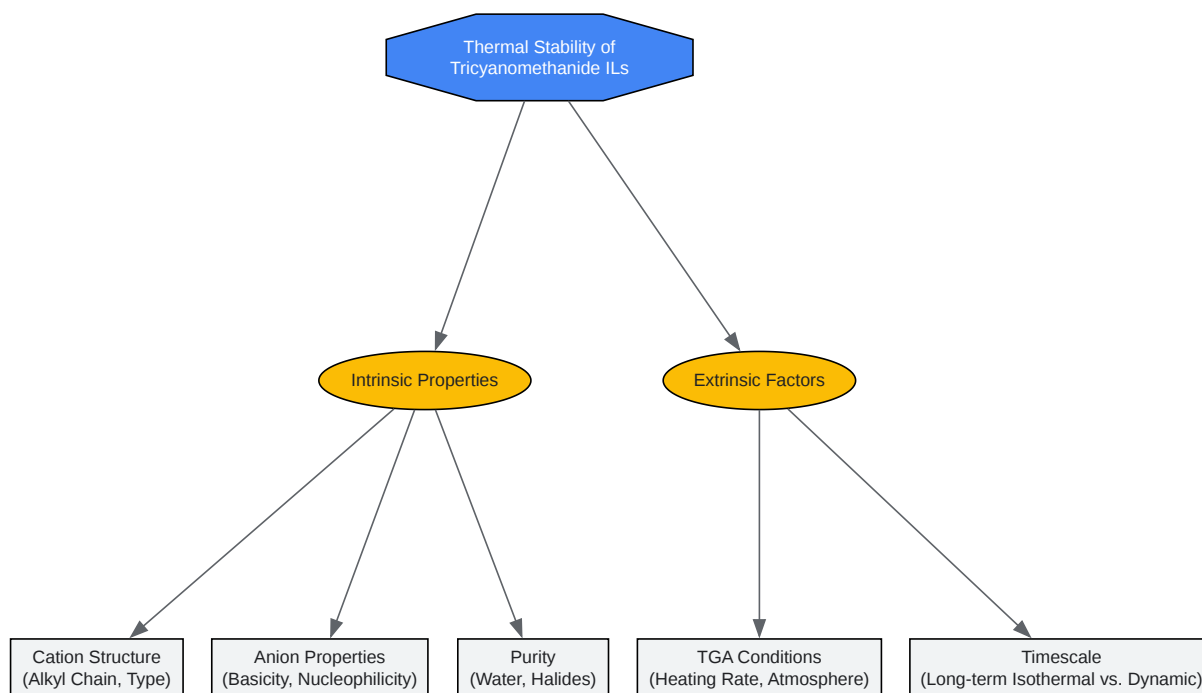 Thermal Stability of
Tricyanomethanide ILs
Intrinsic Properties
Extrinsic Factors
Cation Structure
(Alkyl Chain, Type)
Anion Properties
(Basicity, Nucleophilicity)
Purity
(Water, Halides)
TGA Conditions
(Heating Rate, Atmosphere)
Timescale
(Long-term Isothermal vs. Dynamic)